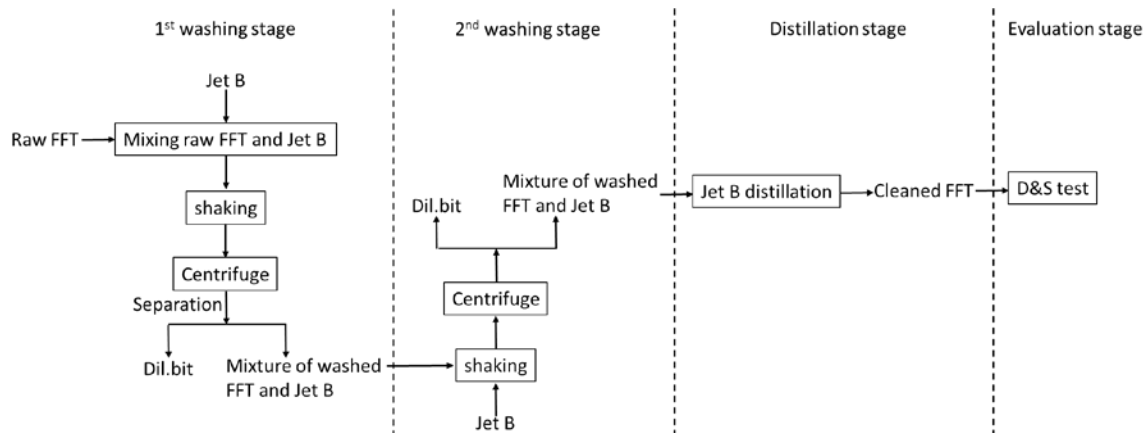 1st washing stage
2nd washing stage
Distillation stage
Evaluation stage
Jet B
Raw FFT
Mixing raw FFT and Jet B
shaking
Centrifuge
Separation
Dil.bit
Mixture of washed
FFT and Jet B
Jet B
shaking
Centrifuge
Dil.bit
Mixture of washed
FFT and Jet B
Jet B distillation
Cleaned FFT
D&S test